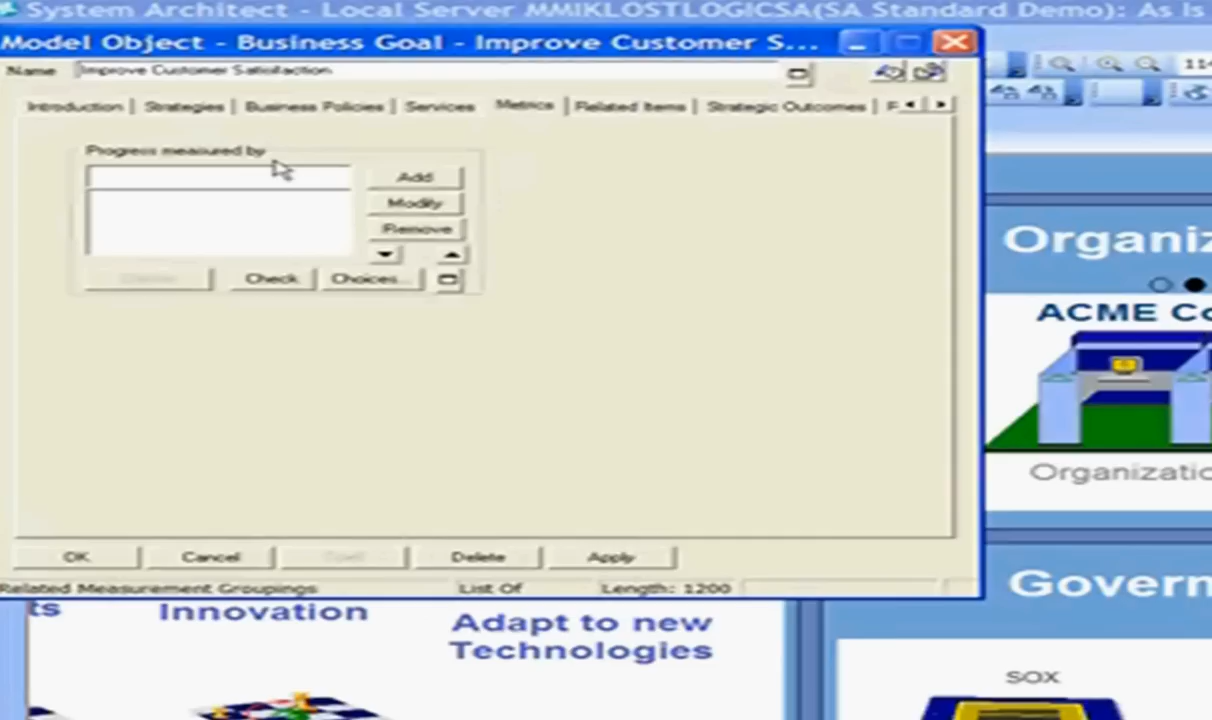 System Architect - Local Server MMIKLOSTLOGICSA(SA Standard Demo): As Is
Model Object - Business Goal - Improve Customer S...
Name Improve Customer Satisfaction
114
Introduction Strategies Business Policies Services Metrics Related Items Strategic Outcomes F
Progress measured by
Add
Modify
Remove
Check Choices...
OK Cancel Delete Apply
Related Measurement Groupings List Of Length: 1200
Organiz
ACME Co
Organizatio
Govern
SOX
ts Innovation
Adapt to new
Technologies